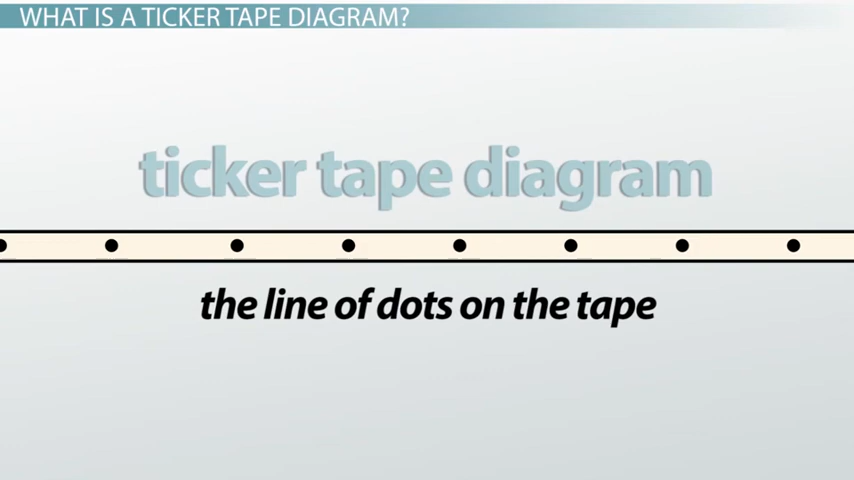 WHAT IS A TICKER TAPE DIAGRAM?
ticker tape diagram
the line of dots on the tape